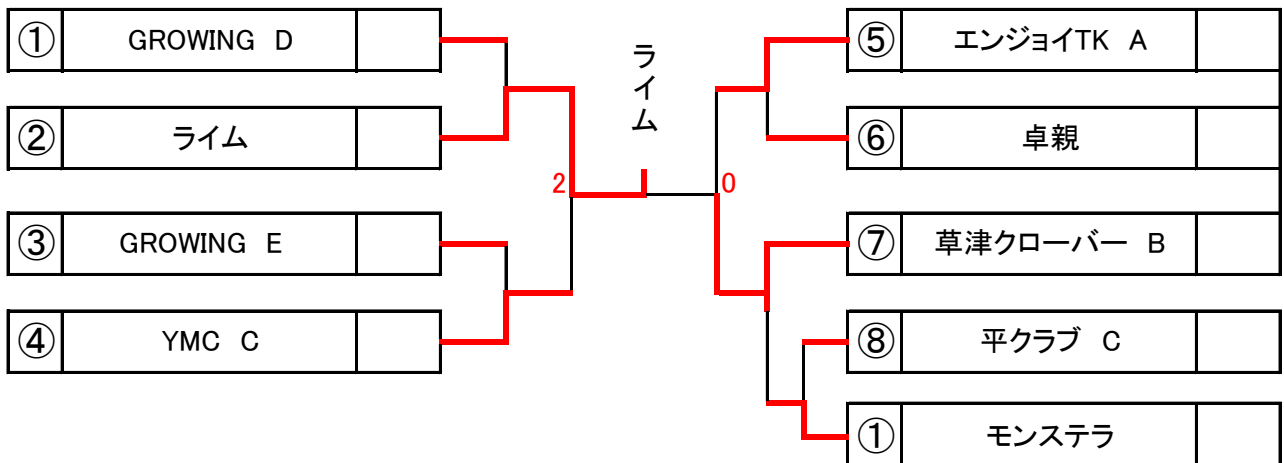 ① GROWING D
② ライム
③ GROWING E
④ YMC C
ライム
2
0
⑤ エンジョイTK A
⑥ 卓親
⑦ 草津クローバー B
⑧ 平クラブ C
① モンステラ